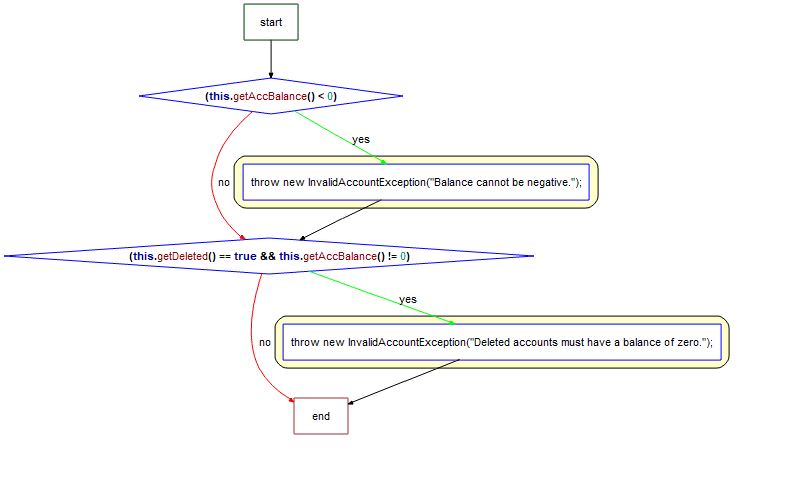 start
(this.getAccBalance() < 0)
yes
no
throw new InvalidAccountException("Balance cannot be negative.");
(this.getDeleted() == true && this.getAccBalance() != 0)
yes
no
throw new InvalidAccountException("Deleted accounts must have a balance of zero.");
end